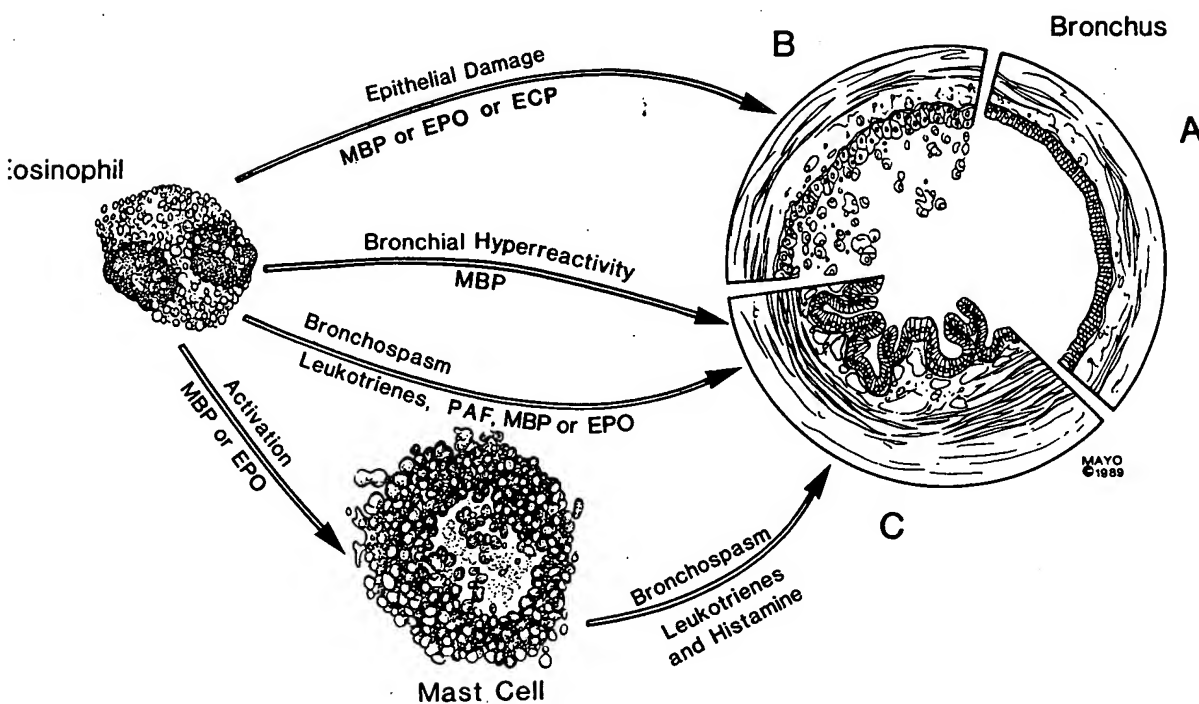 Bronchus
B
A
Epithelial Damage
MBP or EPO or ECP
Eosinophil
Bronchial Hyperreactivity
MBP
Bronchospasm
Leukotrienes, PAF, MBP or EPO
Activation
MBP or EPO
MAYO
©1989
C
Bronchospasm
Leukotrienes
and Histamine
Mast Cell